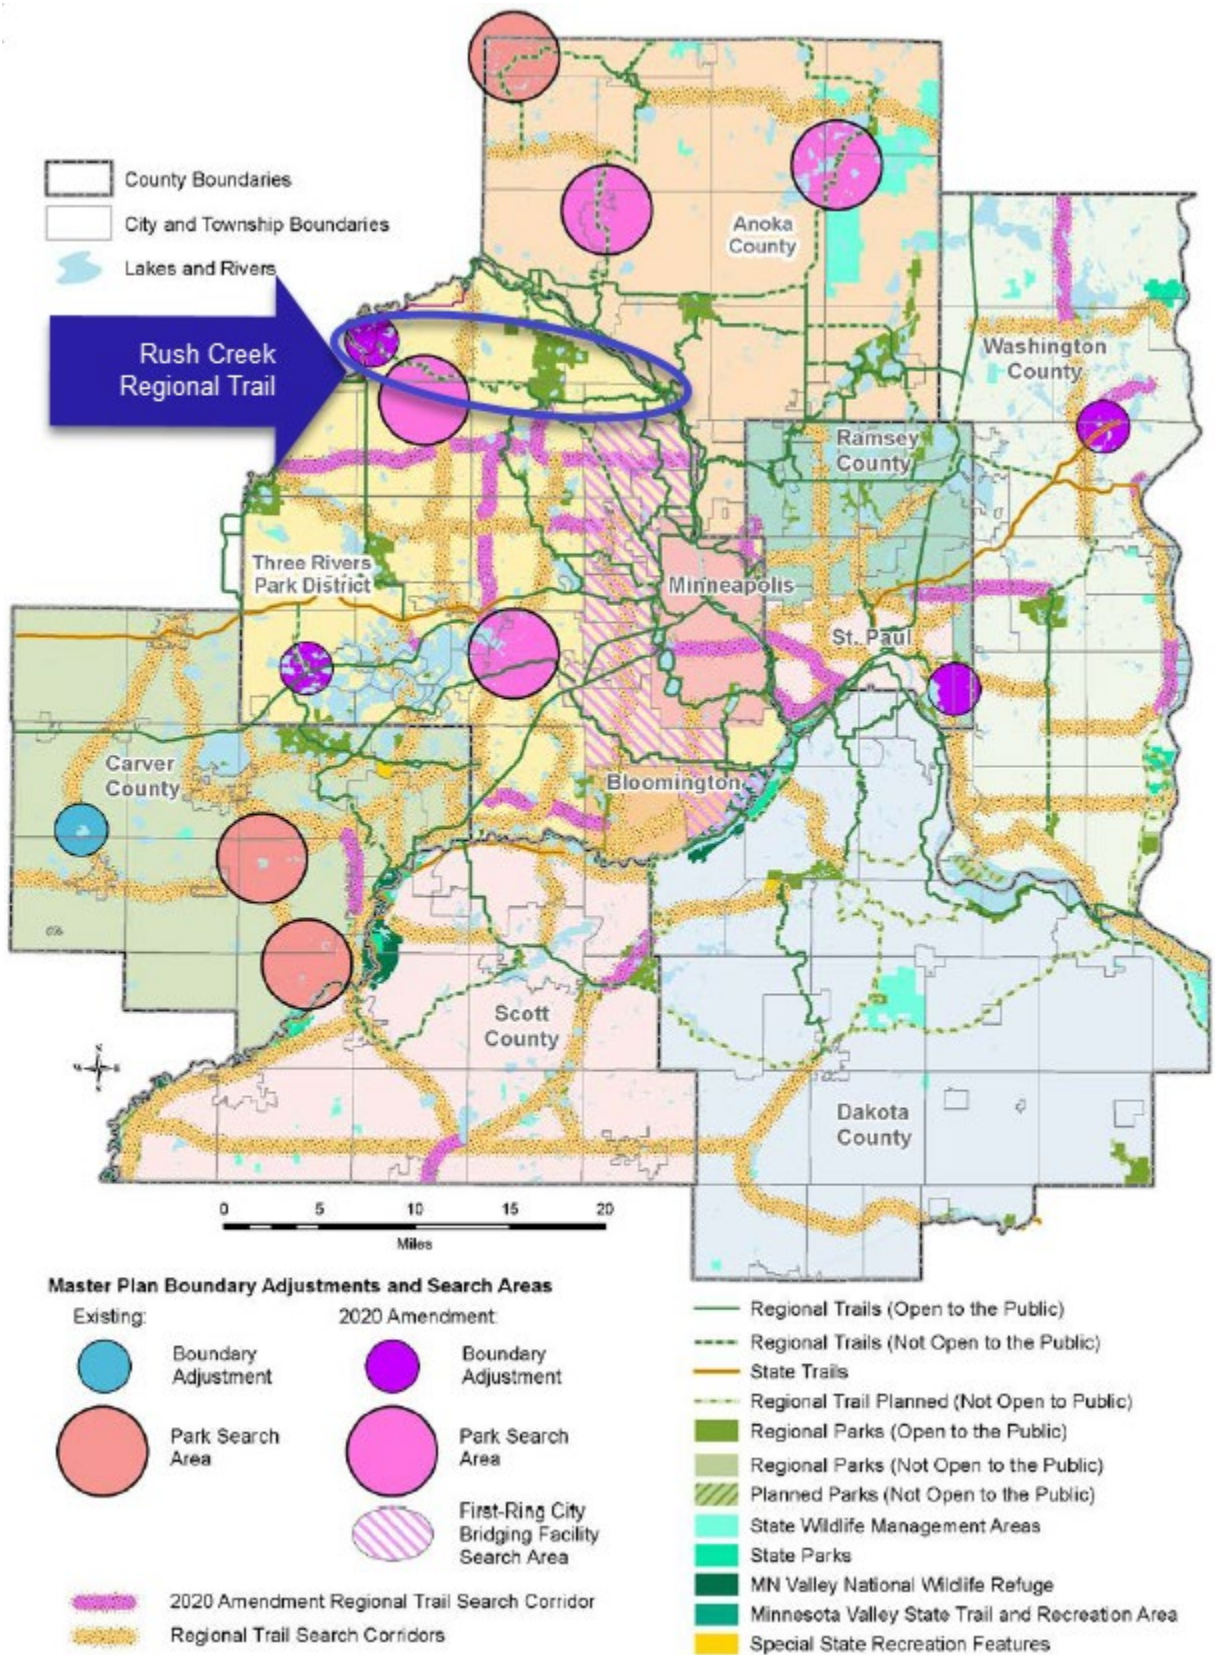 County Boundaries
City and Township Boundaries
Lakes and Rivers
Rush Creek
Regional Trail
Anoka
County
Washington
County
Ramsey
County
Three Rivers
Park District
Minneapolis
St. Paul
Carver
County
Bloomington
Scott
County
Dakota
County
0 5 10 15 20
Miles
Master Plan Boundary Adjustments and Search Areas
Existing:
2020 Amendment:
Boundary
Adjustment
Boundary
Adjustment
Park Search
Area
Park Search
Area
First-Ring City
Bridging Facility
Search Area
2020 Amendment Regional Trail Search Corridor
Regional Trail Search Corridors
Regional Trails (Open to the Public)
Regional Trails (Not Open to the Public)
State Trails
Regional Trail Planned (Not Open to Public)
Regional Parks (Open to the Public)
Regional Parks (Not Open to the Public)
Planned Parks (Not Open to the Public)
State Wildlife Management Areas
State Parks
MN Valley National Wildlife Refuge
Minnesota Valley State Trail and Recreation Area
Special State Recreation Features